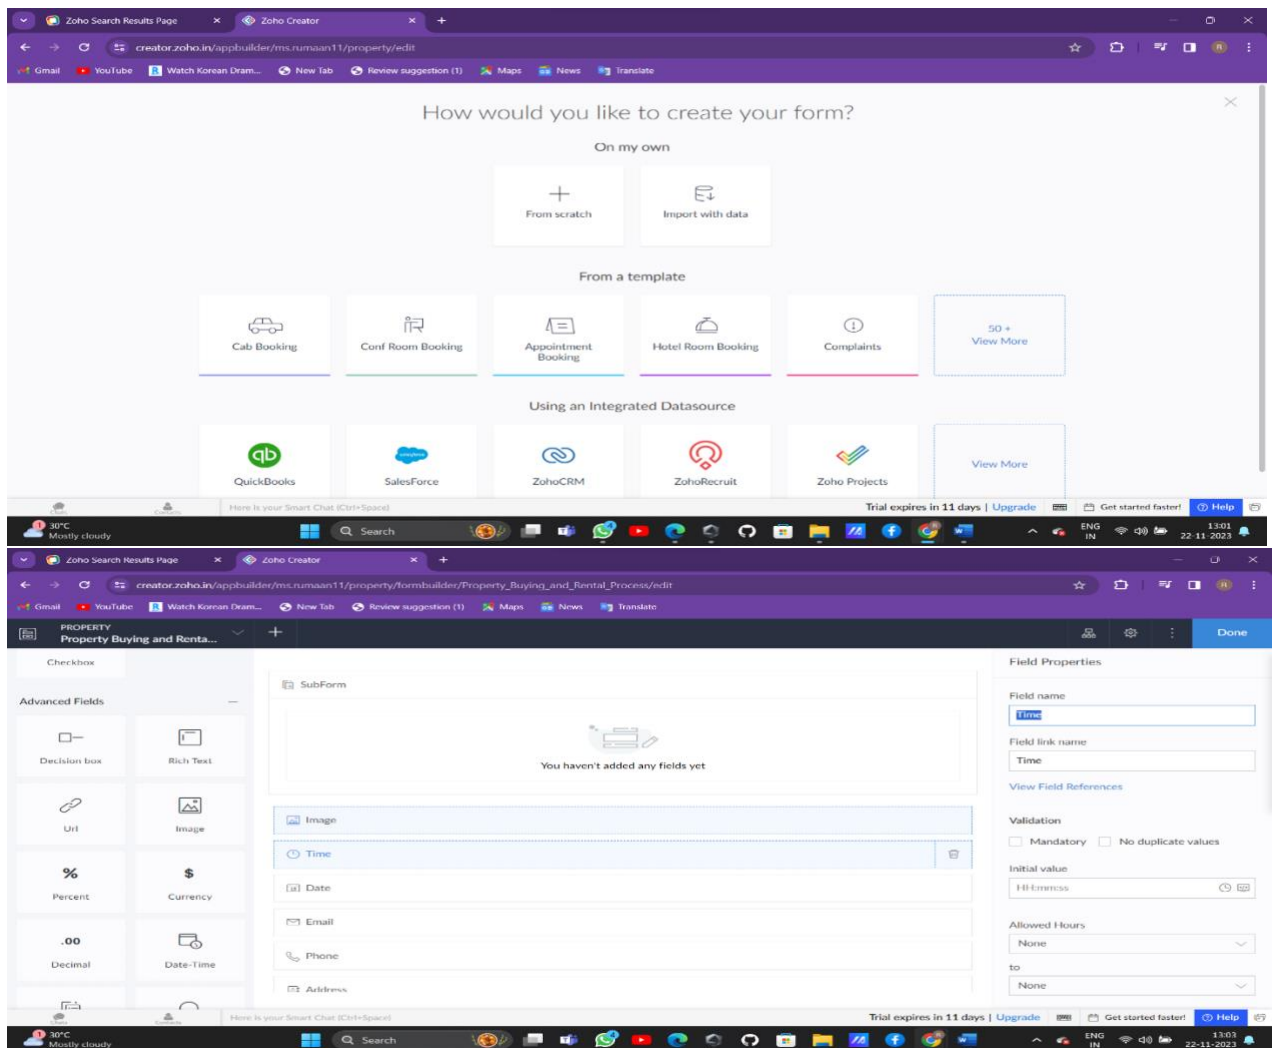 Zoho Search Results Page × Zoho Creator × +
creator.zoho.in/appbuilder/ms.rumaan11/property/edit
Gmail YouTube Watch Korean Dram... New Tab Review suggestion (1) Maps News Translate
How would you like to create your form?
On my own
From scratch Import with data
From a template
Cab Booking Conf Room Booking Appointment Booking Hotel Room Booking Complaints 50 + View More
Using an Integrated Datasource
QuickBooks SalesForce ZohoCRM ZohoRecruit Zoho Projects View More
Chats Contacts Here is your Smart Chat (Ctrl+Space) Trial expires in 11 days | Upgrade Get started faster! Help
30°C Search ENG 13:01
Mostly cloudy IN 22-11-2023
Zoho Search Results Page × Zoho Creator × +
creator.zoho.in/appbuilder/ms.rumaan11/property/formbuilder/Property_Buying_and_Rental_Process/edit
Gmail YouTube Watch Korean Dram... New Tab Review suggestion (1) Maps News Translate
PROPERTY
Property Buying and Renta... + Done
Checkbox
Advanced Fields
Decision box Rich Text
Url Image
% $
Percent Currency
.00
Decimal Date-Time
SubForm
You haven't added any fields yet
Image
Time
Date
Email
Phone
Address
Field Properties
Field name
Time
Field link name
Time
View Field References
Validation
Mandatory No duplicate values
Initial value
Allowed Hours
None
to
None
Chats Contacts Here is your Smart Chat (Ctrl+Space) Trial expires in 11 days | Upgrade Get started faster! Help
30°C Search ENG 13:03
Mostly cloudy IN 22-11-2023